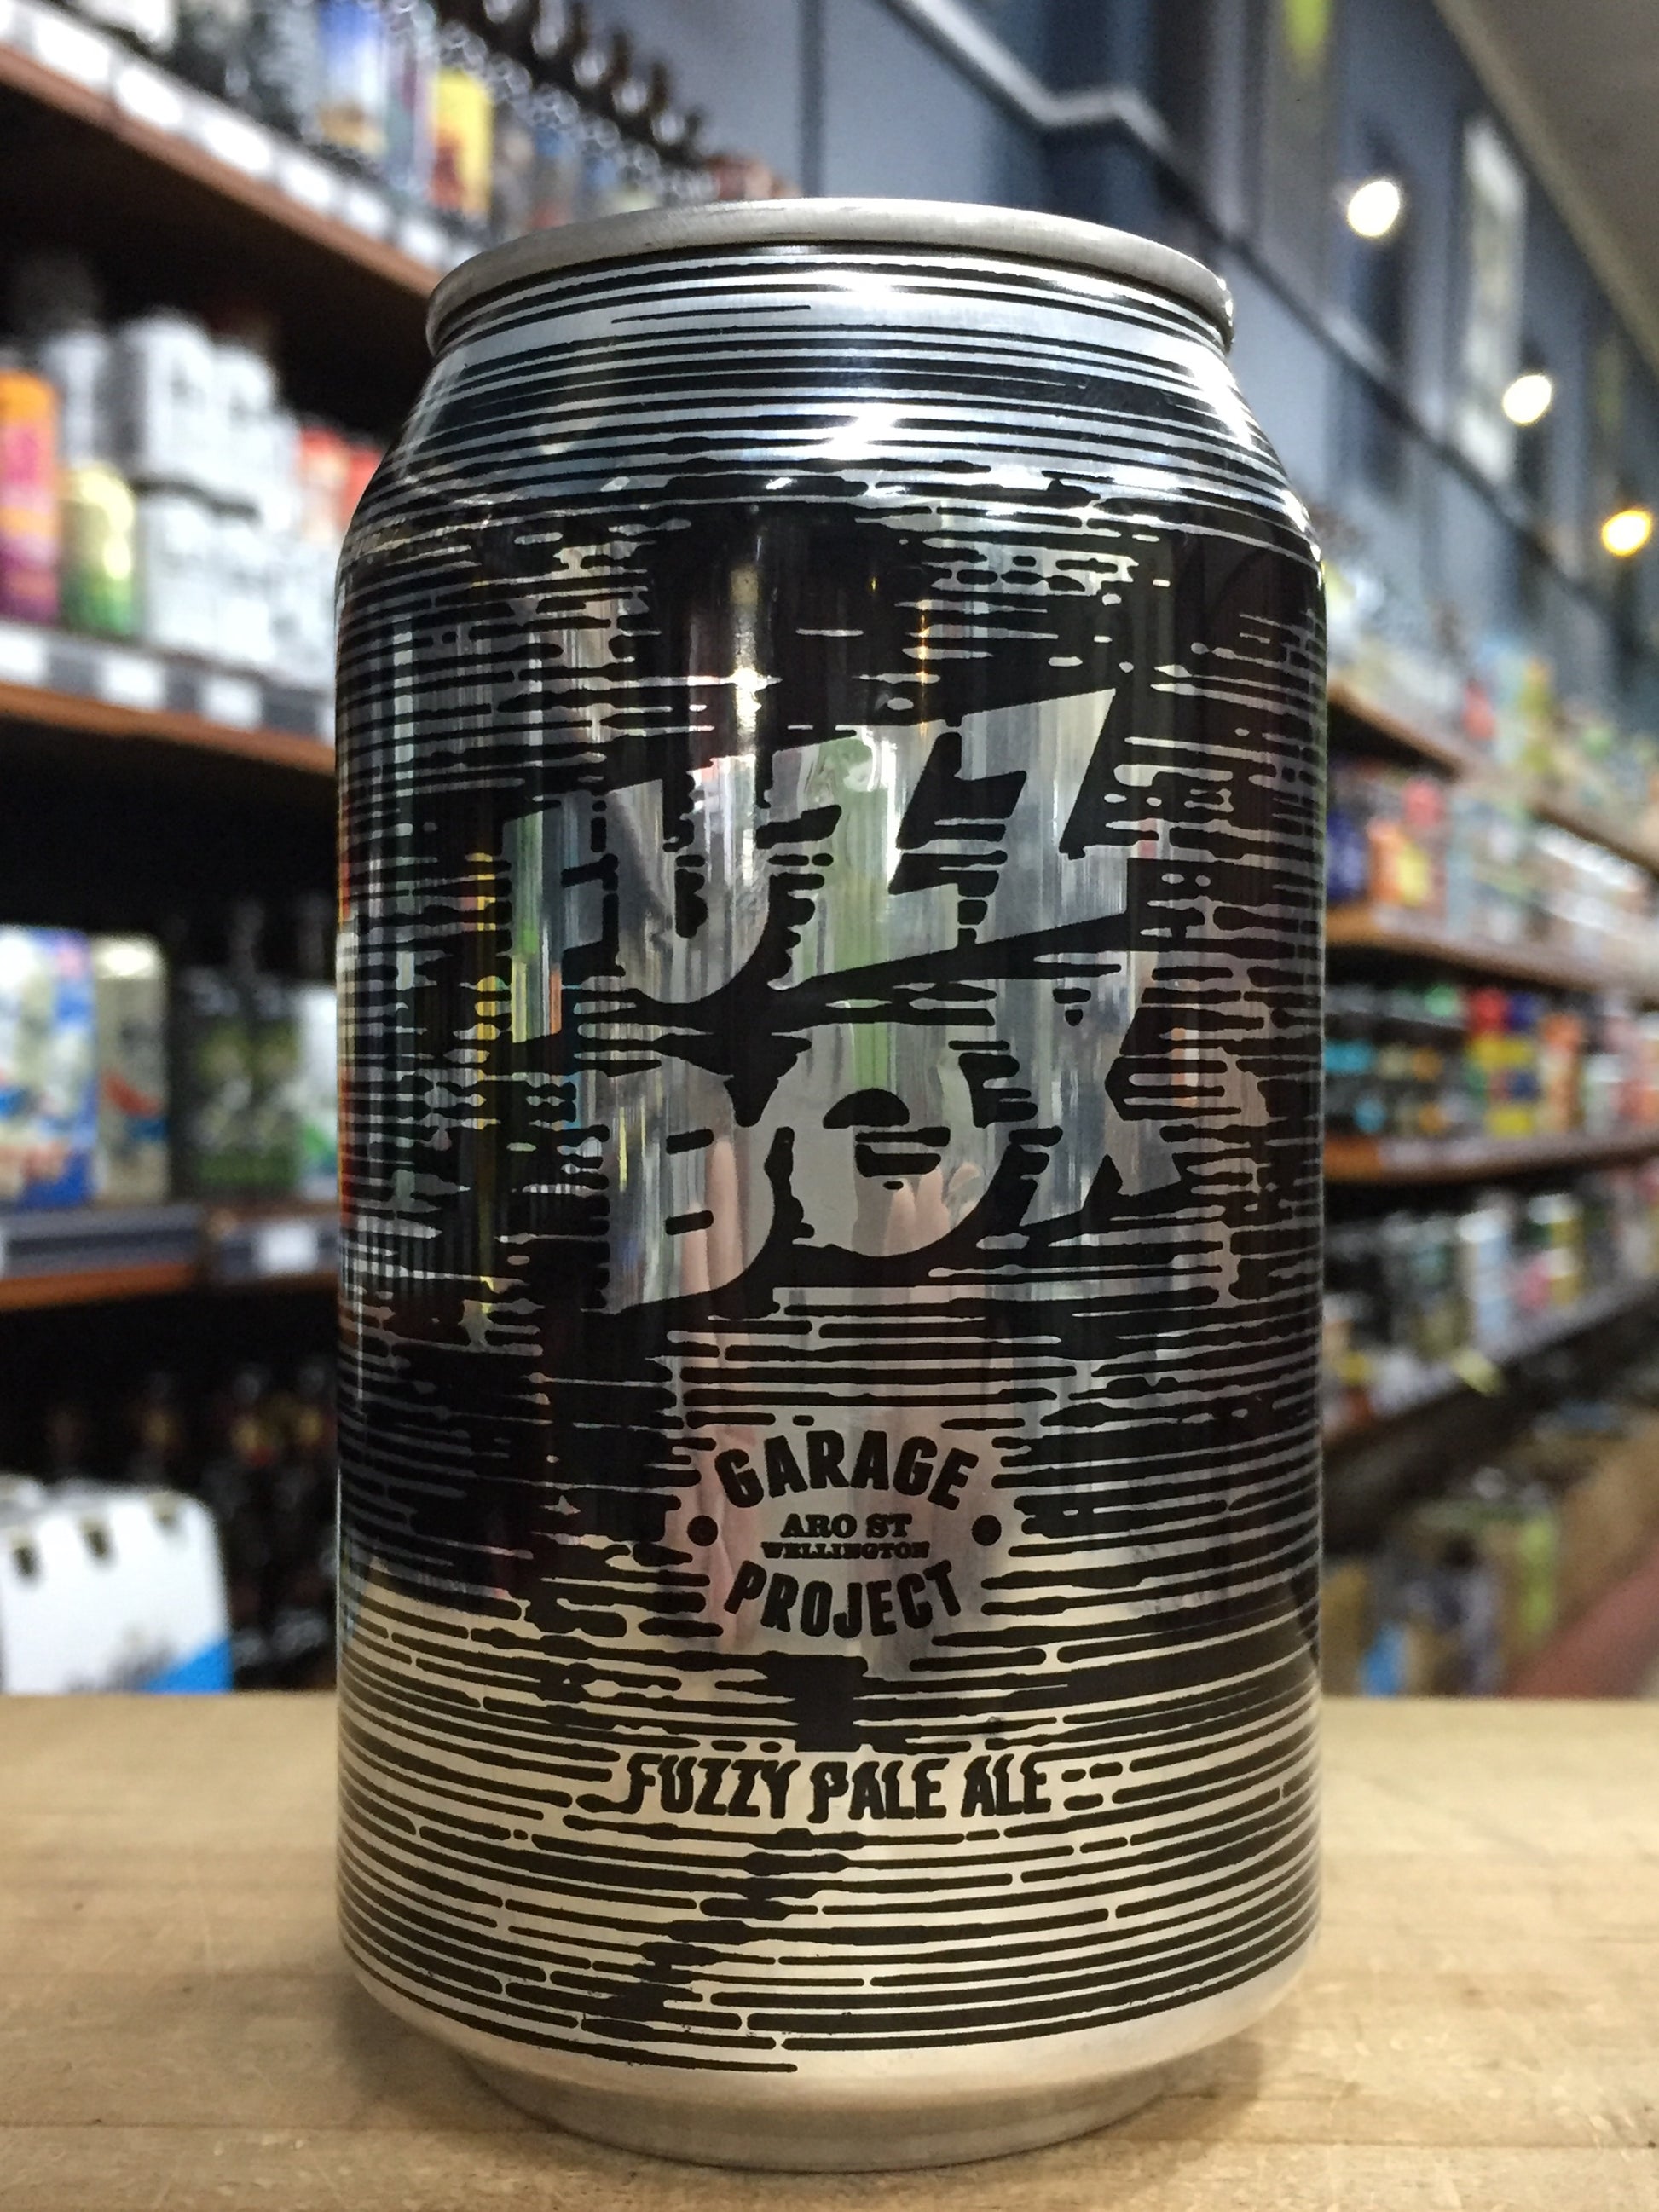 FUZZ
BOX
GARAGE
ARO ST
WELLINGTON
PROJECT
FUZZY PALE ALE